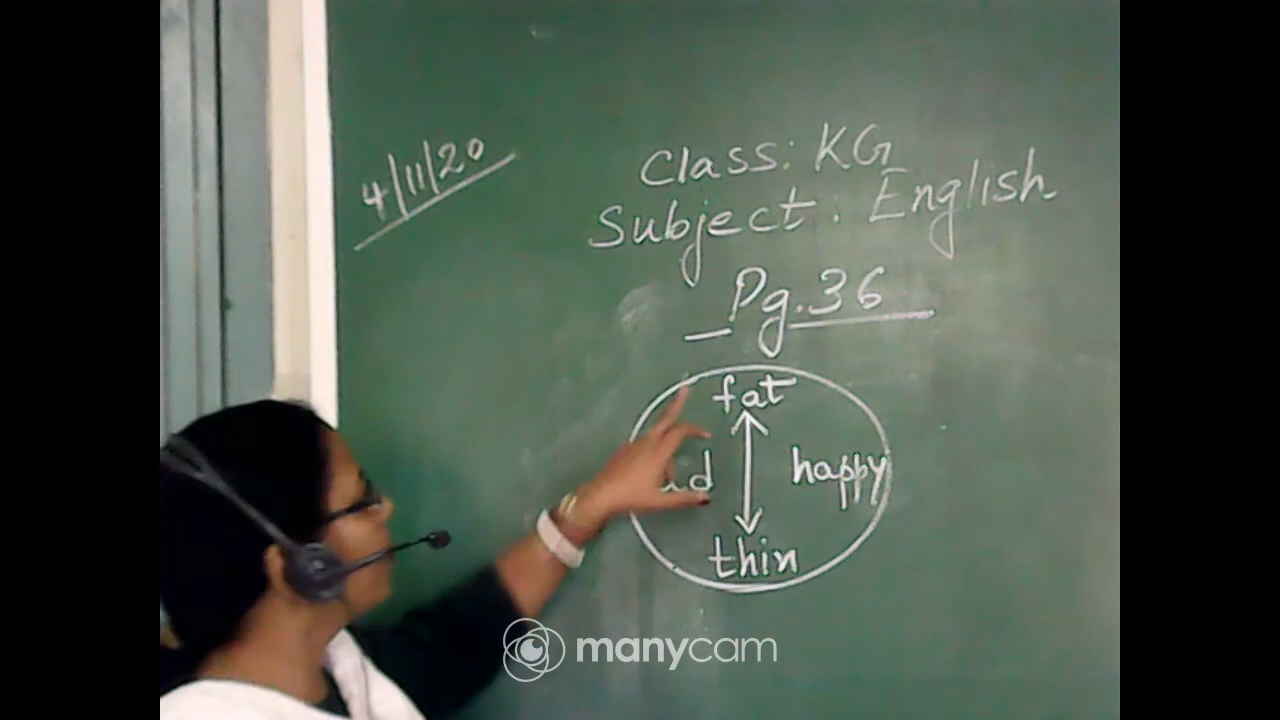 4/11/20
Class: KG
Subject: English
Pg.36
fat
happy
thin
manycam